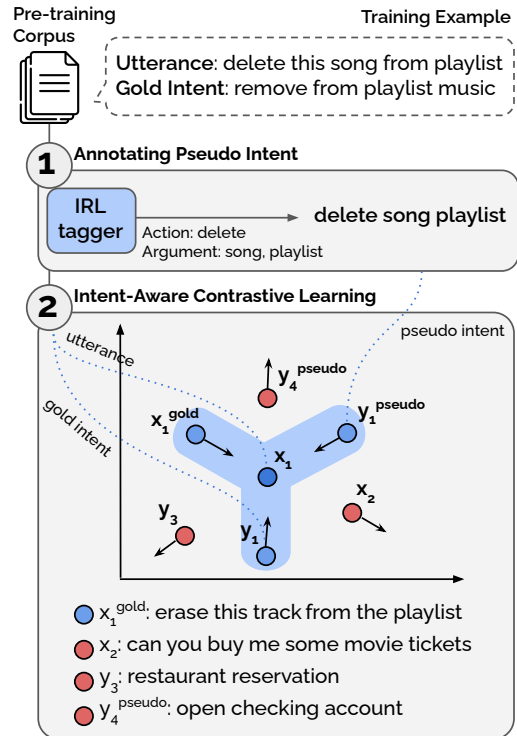 Pre-training
Corpus
Training Example
Utterance: delete this song from playlist
Gold Intent: remove from playlist music
1 Annotating Pseudo Intent
IRL
tagger
Action: delete
Argument: song, playlist
delete song playlist
2 Intent-Aware Contrastive Learning
utterance
gold intent
pseudo intent
y₄^pseudo
x₁^gold
y₁^pseudo
x₁
x₂
y₃
y₁
x₁^gold: erase this track from the playlist
x₂: can you buy me some movie tickets
y₃: restaurant reservation
y₄^pseudo: open checking account